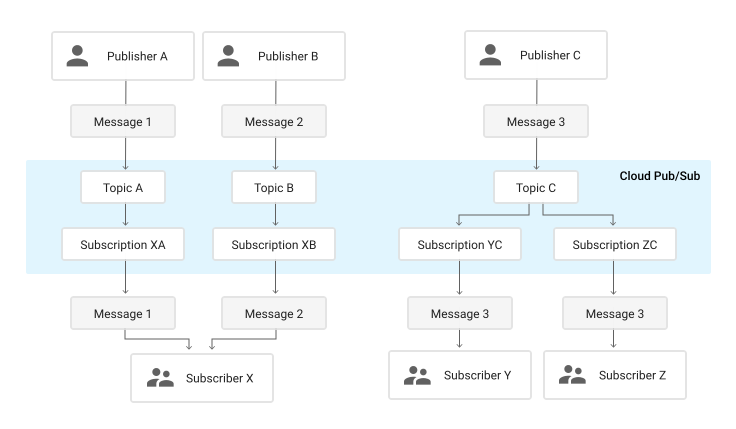 Publisher A
Publisher B
Publisher C
Message 1
Message 2
Message 3
Cloud Pub/Sub
Topic A
Topic B
Topic C
Subscription XA
Subscription XB
Subscription YC
Subscription ZC
Message 1
Message 2
Message 3
Message 3
Subscriber X
Subscriber Y
Subscriber Z